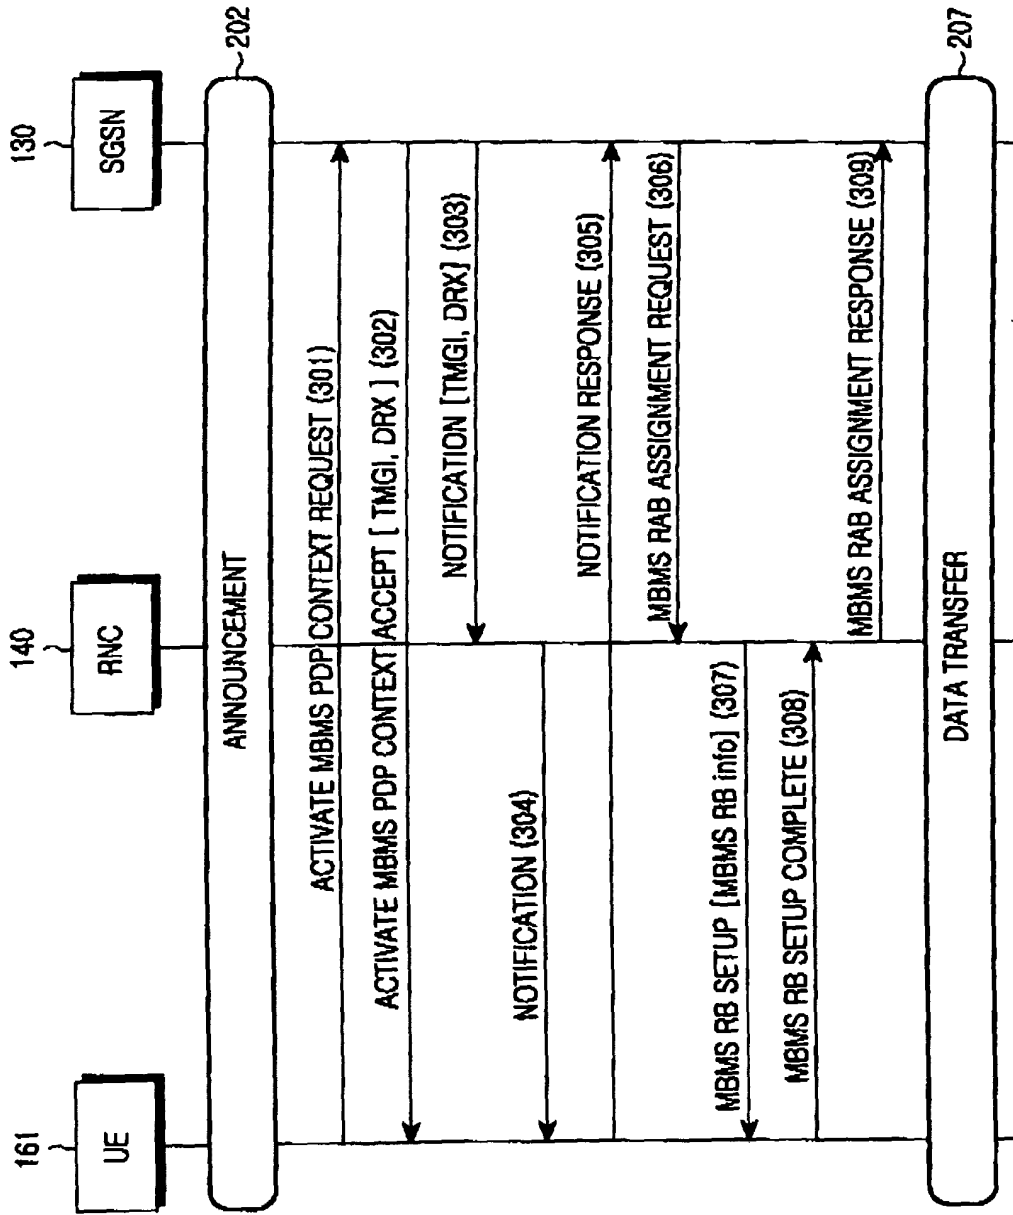 161
UE
140
RNC
130
SGSN
ANNOUNCEMENT
202
ACTIVATE MBMS PDP CONTEXT REQUEST (301)
ACTIVATE MBMS PDP CONTEXT ACCEPT [ TMGI, DRX ] (302)
NOTIFICATION [TMGI, DRX] (303)
NOTIFICATION (304)
NOTIFICATION RESPONSE (305)
MBMS RAB ASSIGNMENT REQUEST (306)
MBMS RB SETUP [MBMS RB info] (307)
MBMS RB SETUP COMPLETE (308)
MBMS RAB ASSIGNMENT RESPONSE (309)
DATA TRANSFER
207